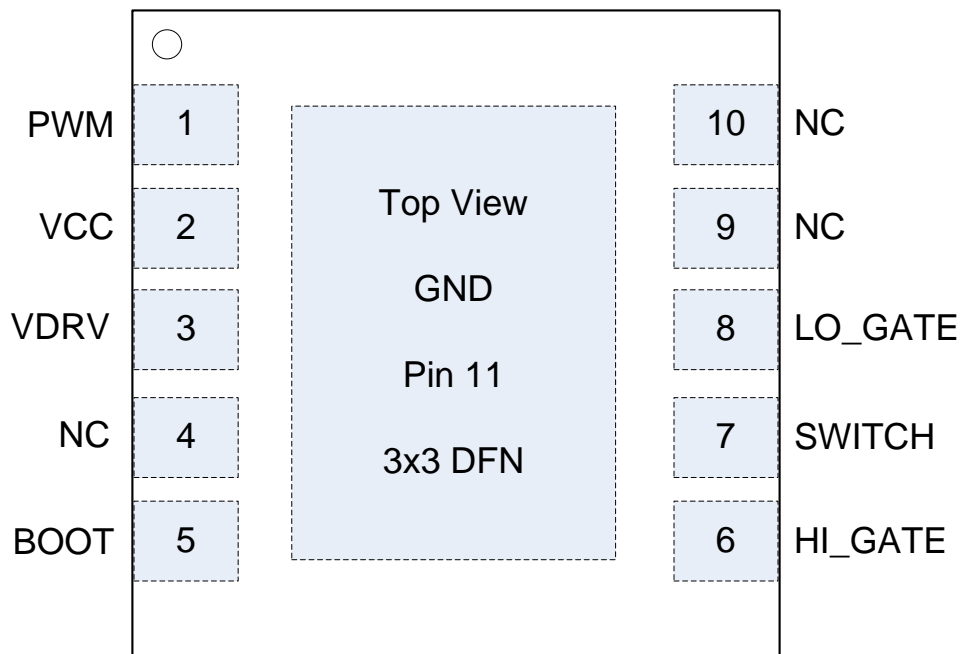 PWM 1
VCC 2
VDRV 3
NC 4
BOOT 5
Top View
GND
Pin 11
3x3 DFN
10 NC
9 NC
8 LO_GATE
7 SWITCH
6 HI_GATE